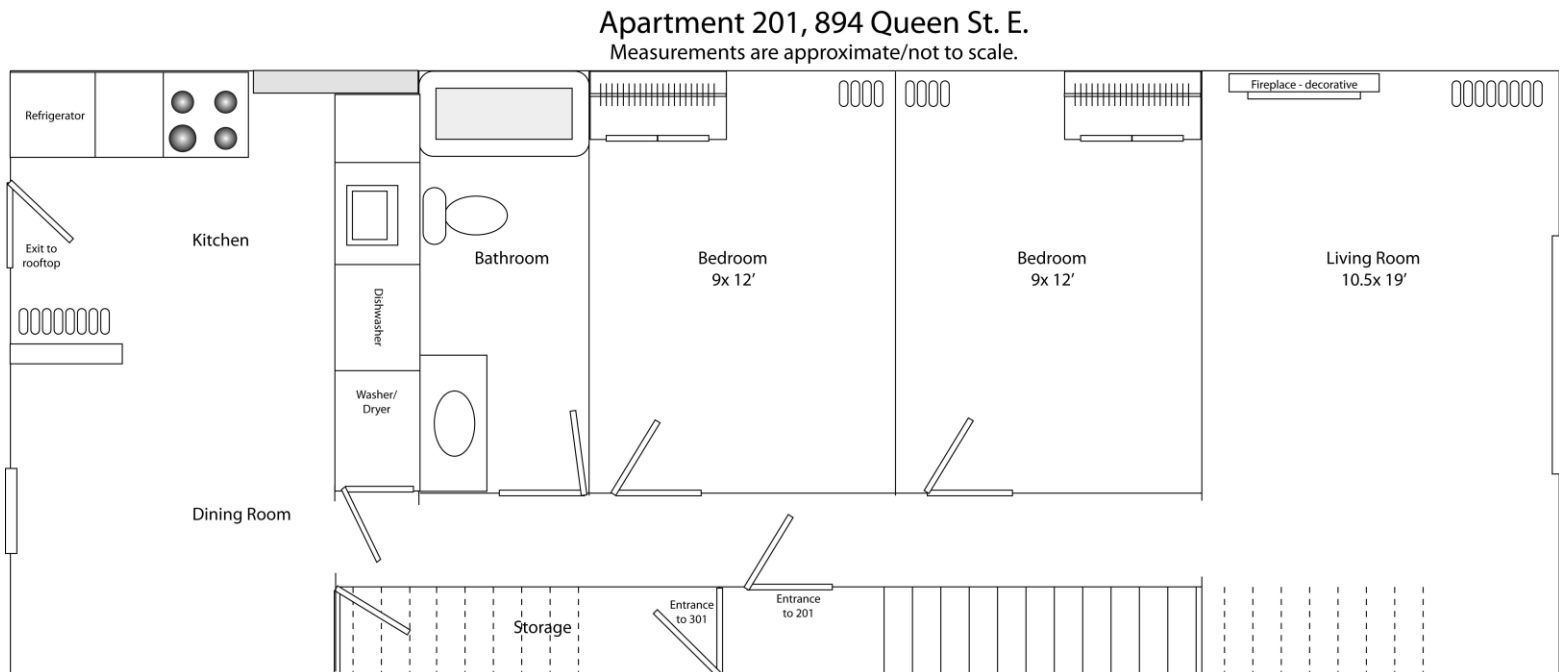 Apartment 201, 894 Queen St. E.
Measurements are approximate/not to scale.
Refrigerator
Fireplace - decorative
Exit to
rooftop
Kitchen
Bathroom
Bedroom
9x 12’
Bedroom
9x 12’
Living Room
10.5x 19’
Dishwasher
Washer/
Dryer
Dining Room
Storage
Entrance
to 301
Entrance
to 201